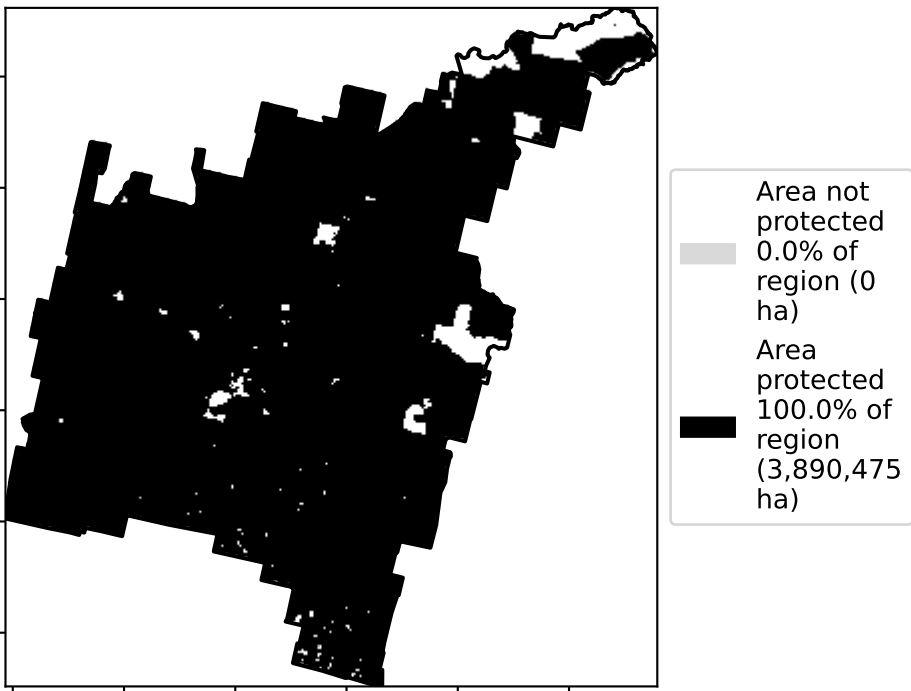 Area not
protected
0.0% of
region (0
ha)
Area
protected
100.0% of
region
(3,890,475
ha)